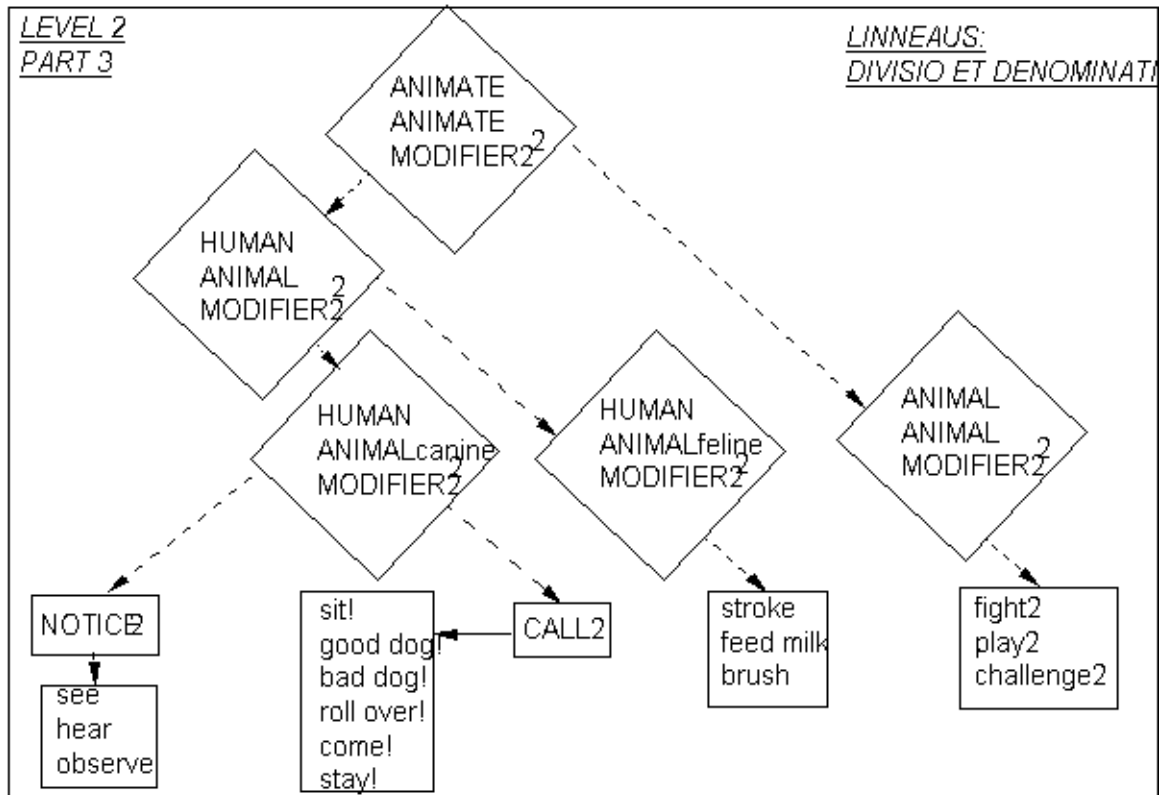 LEVEL 2
PART 3
LINNEAUS:
DIVISIO ET DENOMINATI
ANIMATE
ANIMATE
MODIFIER2 2
HUMAN
ANIMAL
MODIFIER2 2
HUMAN
ANIMALcanine
MODIFIER2 2
HUMAN
ANIMALfeline
MODIFIER2 2
ANIMAL
ANIMAL
MODIFIER2 2
NOTICE2
see
hear
observe
sit!
good dog!
bad dog!
roll over!
come!
stay!
CALL2
stroke
feed milk
brush
fight2
play2
challenge2